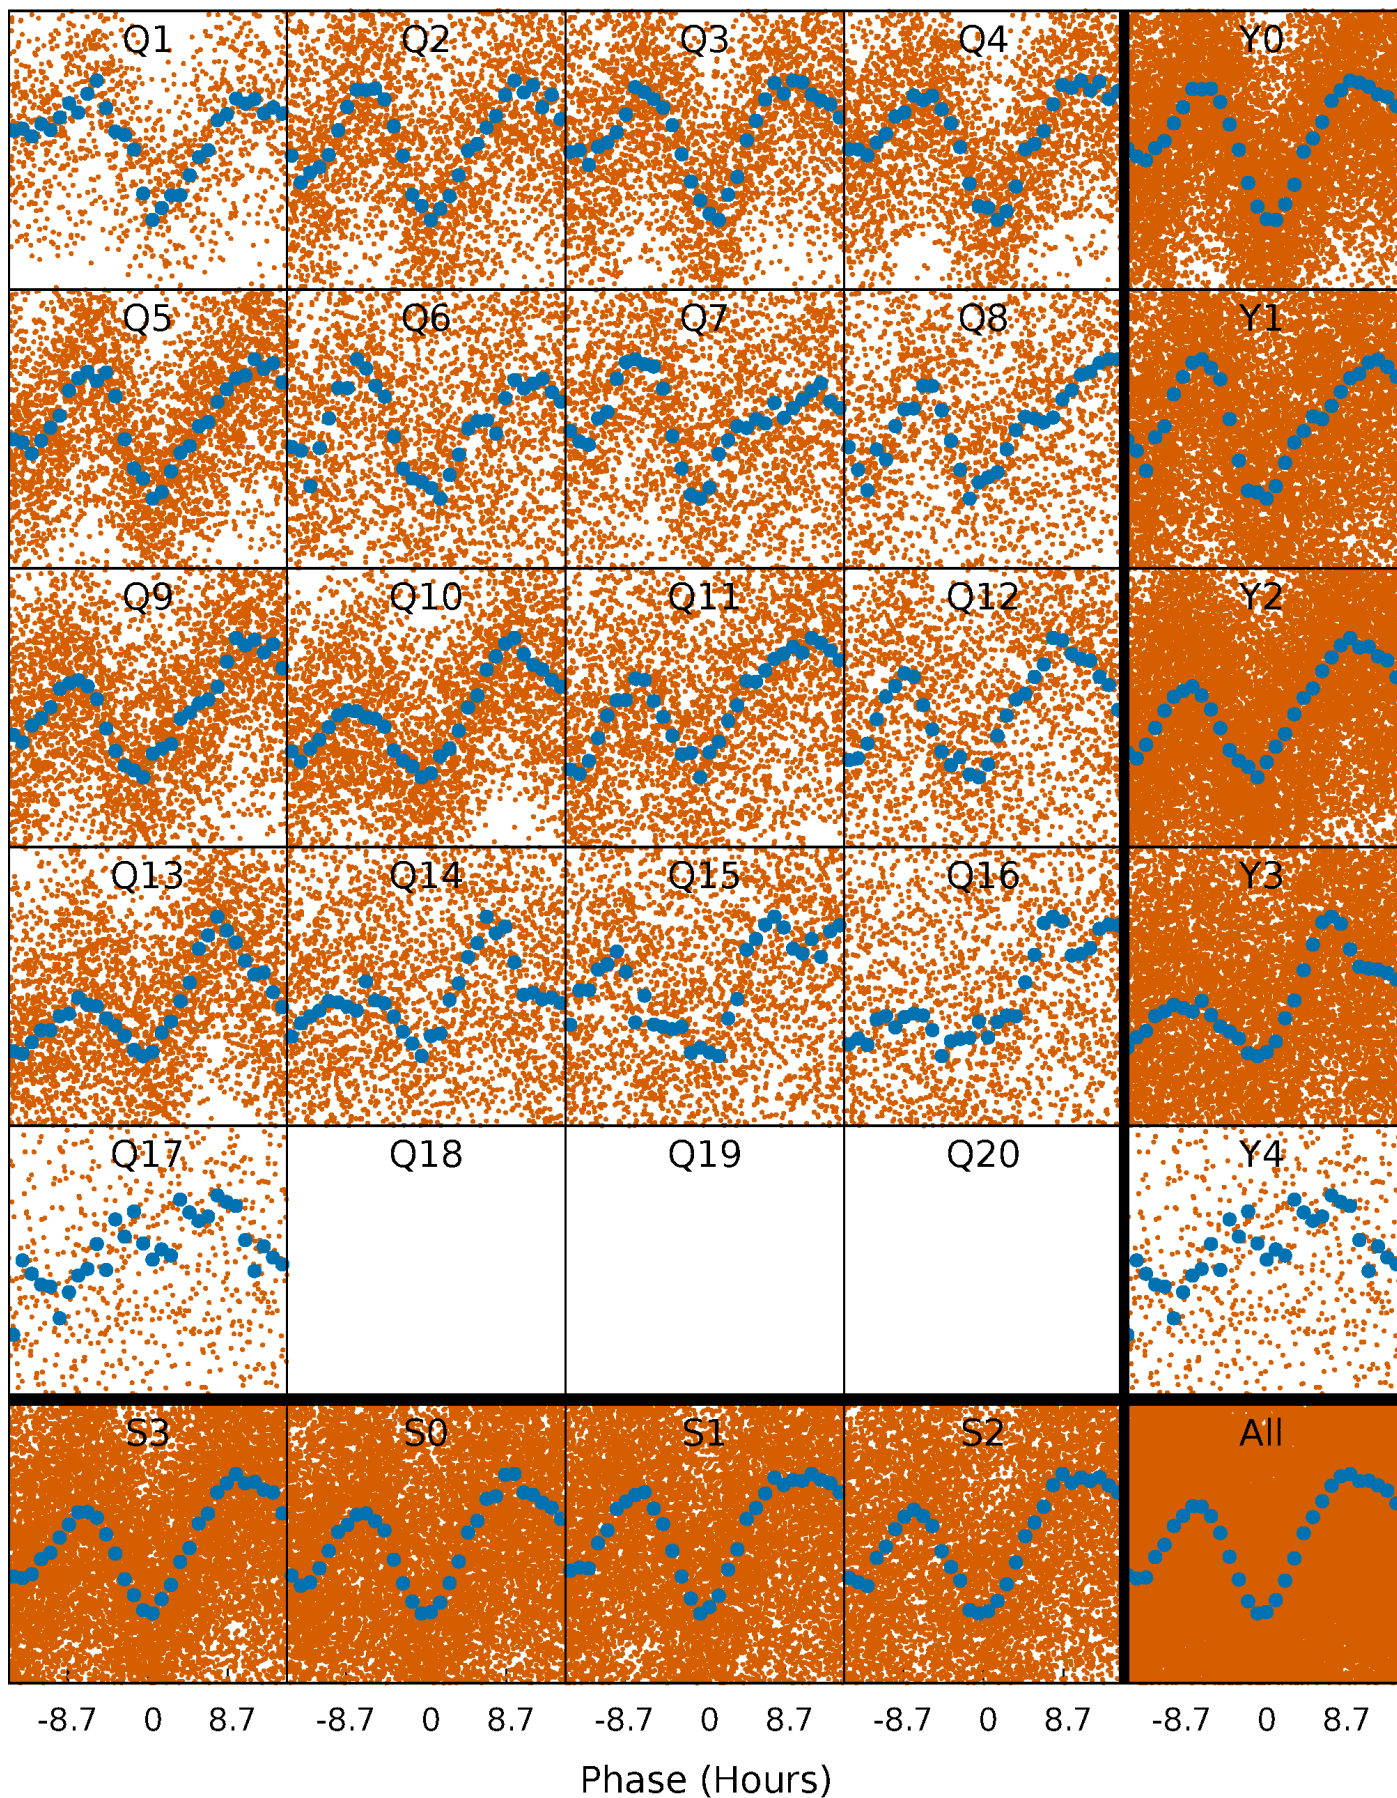 Q1 Q2 Q3 Q4 Y0
Q5 Q6 Q7 Q8 Y1
Q9 Q10 Q11 Q12 Y2
Q13 Q14 Q15 Q16 Y3
Q17 Q18 Q19 Q20 Y4
S3 S0 S1 S2 All
-8.7 0 8.7 -8.7 0 8.7 -8.7 0 8.7 -8.7 0 8.7 -8.7 0 8.7
Phase (Hours)